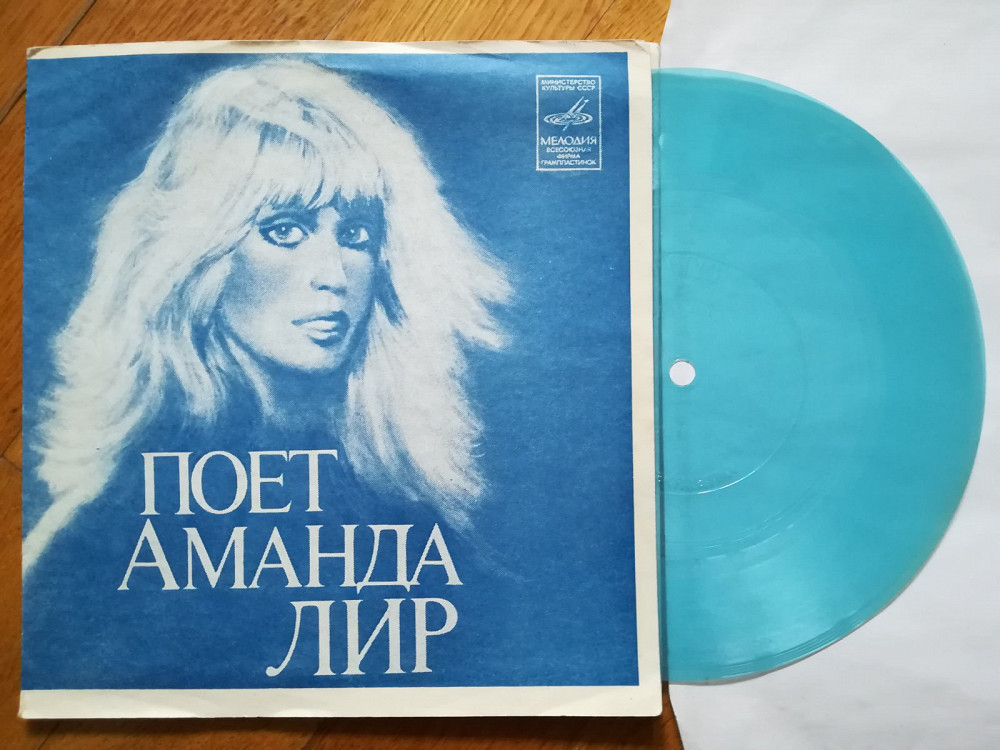 МИНИСТЕРСТВО
КУЛЬТУРЫ СССР
МЕЛОДИЯ
ВСЕСОЮЗНАЯ
ФИРМА
ГРАМПЛАСТИНОК
ПОЕТ
АМАНДА
ЛИР